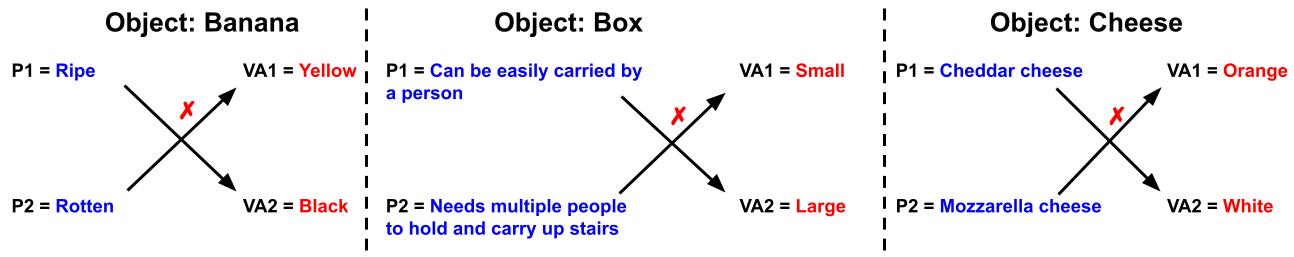 Object: Banana
P1 = Ripe
VA1 = Yellow
✗
P2 = Rotten
VA2 = Black
Object: Box
P1 = Can be easily carried by
a person
VA1 = Small
✗
P2 = Needs multiple people
to hold and carry up stairs
VA2 = Large
Object: Cheese
P1 = Cheddar cheese
VA1 = Orange
✗
P2 = Mozzarella cheese
VA2 = White